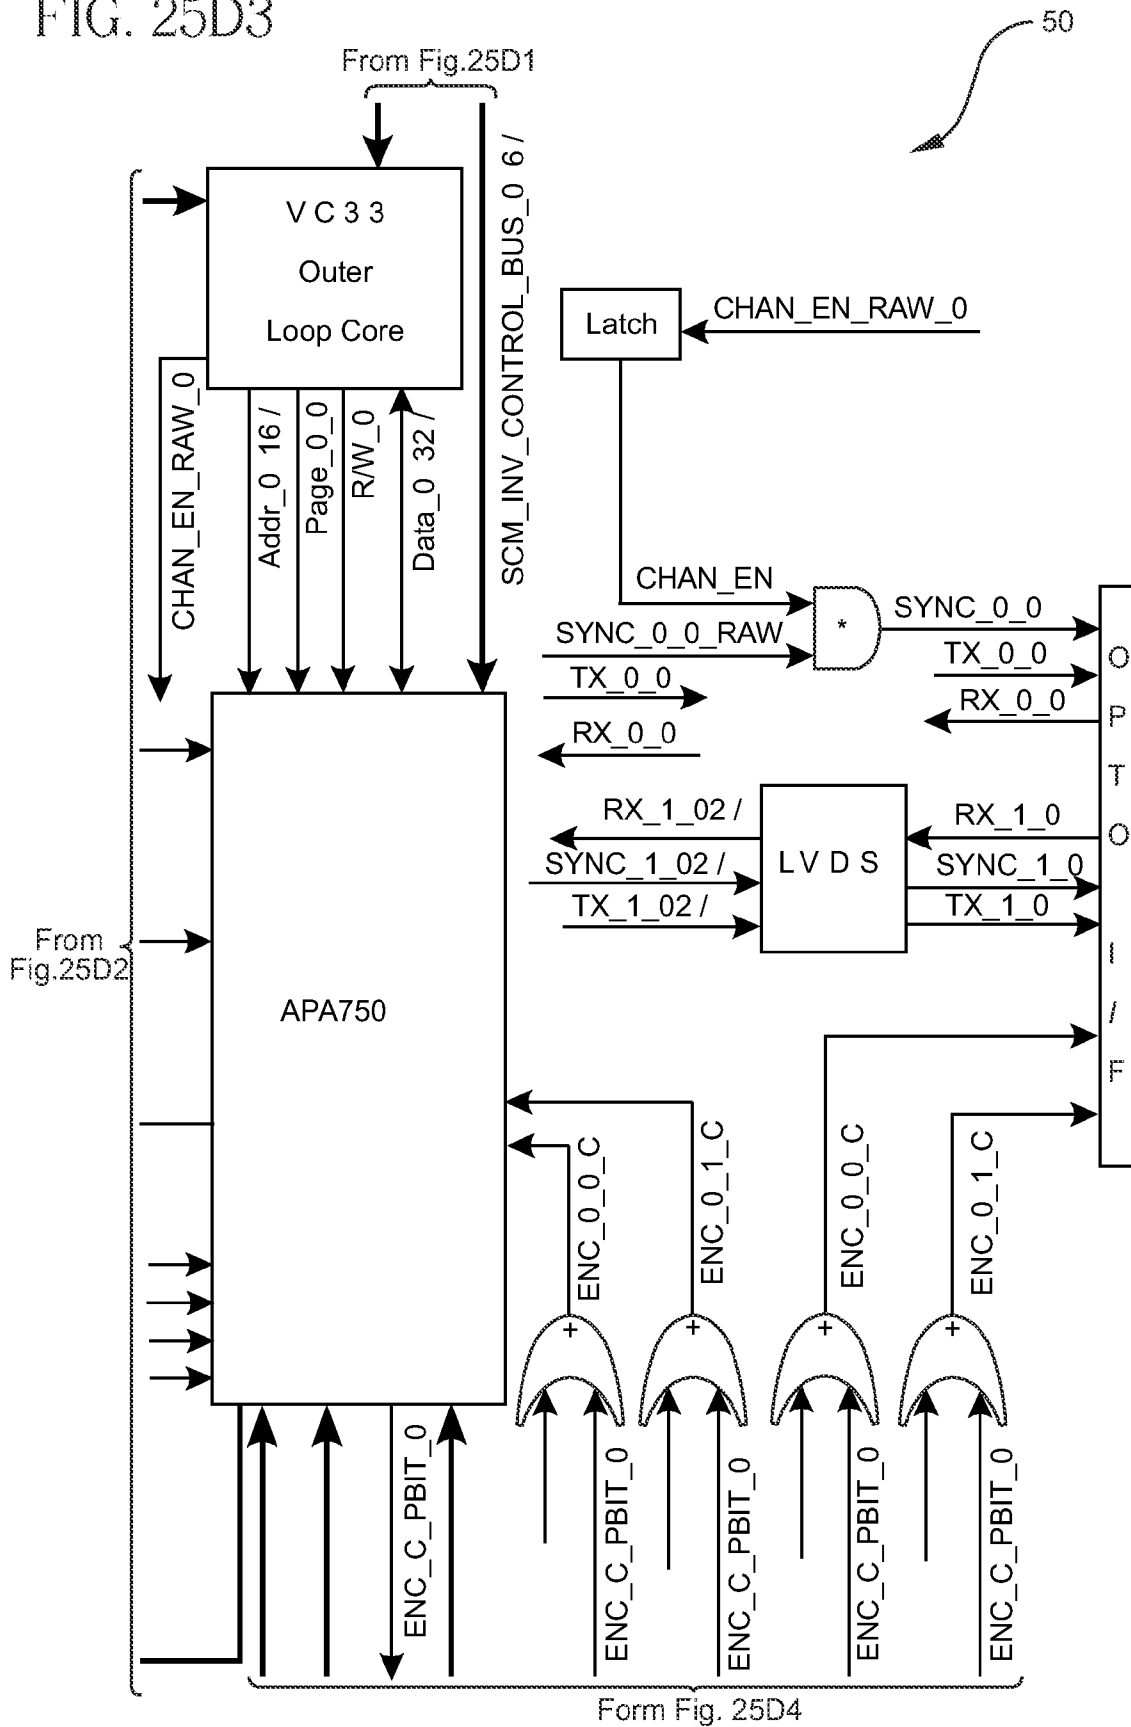 FIG. 25D3
50
From Fig.25D1
V C 3 3
Outer
Loop Core
SCM_INV_CONTROL_BUS_0 6 /
CHAN_EN_RAW_0
Addr_0 16 /
Page_0_0
R/W_0
Data_0 32 /
Latch
CHAN_EN_RAW_0
CHAN_EN
*
SYNC_0_0
SYNC_0_0_RAW
TX_0_0
TX_0_0
RX_0_0
RX_0_0
RX_1_02 /
RX_1_0
SYNC_1_02 /
L V D S
SYNC_1_0
TX_1_02 /
TX_1_0
O P T O I / F
From
Fig.25D2
APA750
ENC_0_0_C
ENC_0_1_C
ENC_0_0_C
ENC_0_1_C
+
+
+
+
ENC_C_PBIT_0
ENC_C_PBIT_0
ENC_C_PBIT_0
ENC_C_PBIT_0
ENC_C_PBIT_0
Form Fig. 25D4